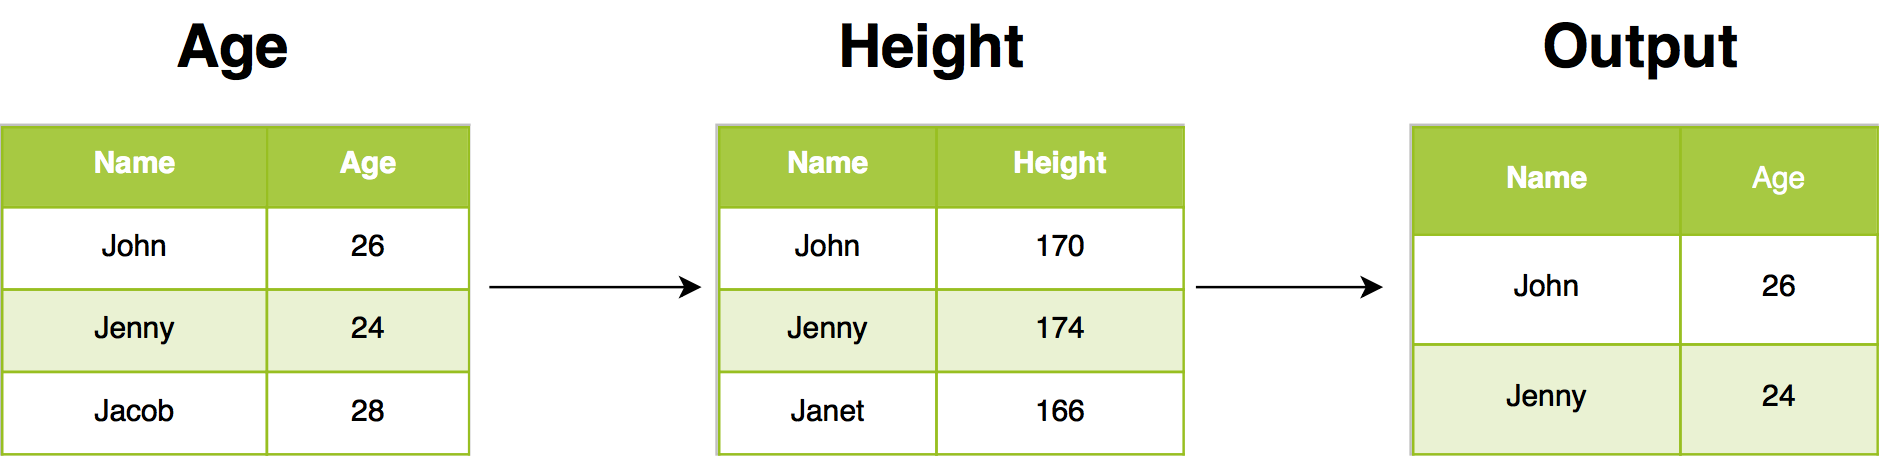 Age
Height
Output
Name Age
John 26
Jenny 24
Jacob 28
Name Height
John 170
Jenny 174
Janet 166
Name Age
John 26
Jenny 24